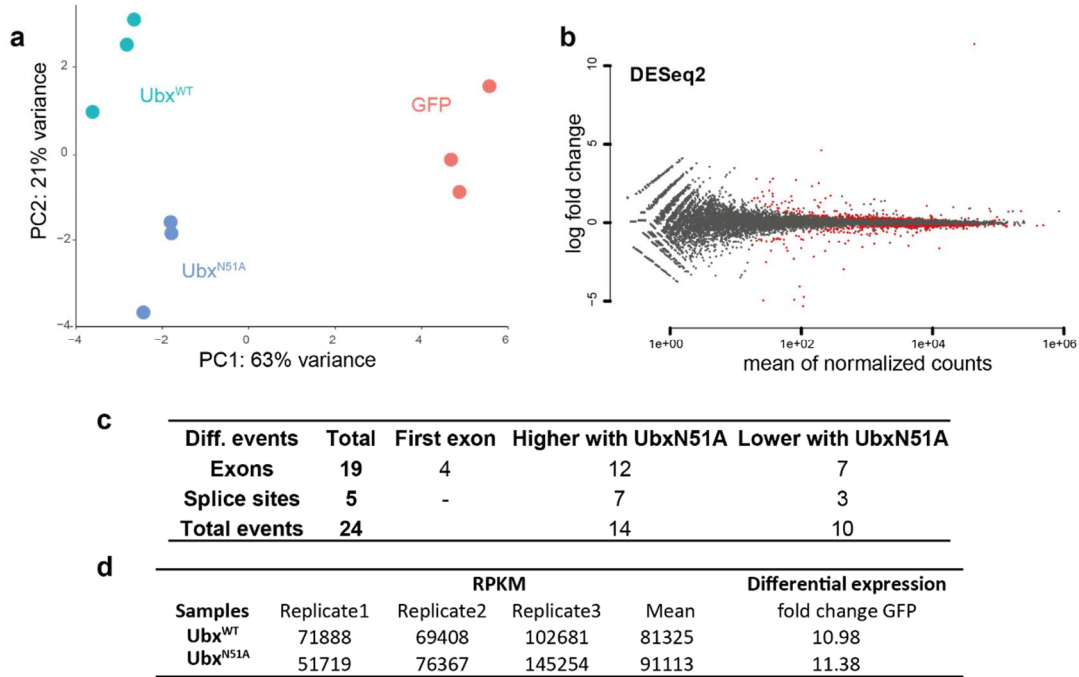 a
PC2: 21% variance
2
0
−2
−4
Ubx^WT
GFP
Ubx^N51A
−4 −2 0 2 4 6
PC1: 63% variance
b
DESeq2
log fold change
10
5
0
−5
1e+00 1e+02 1e+04 1e+06
mean of normalized counts
c
Diff. events Total First exon Higher with UbxN51A Lower with UbxN51A
Exons 19 4 12 7
Splice sites 5 - 7 3
Total events 24 14 10
d
RPKM Differential expression
Samples Replicate1 Replicate2 Replicate3 Mean fold change GFP
Ubx^WT 71888 69408 102681 81325 10.98
Ubx^N51A 51719 76367 145254 91113 11.38